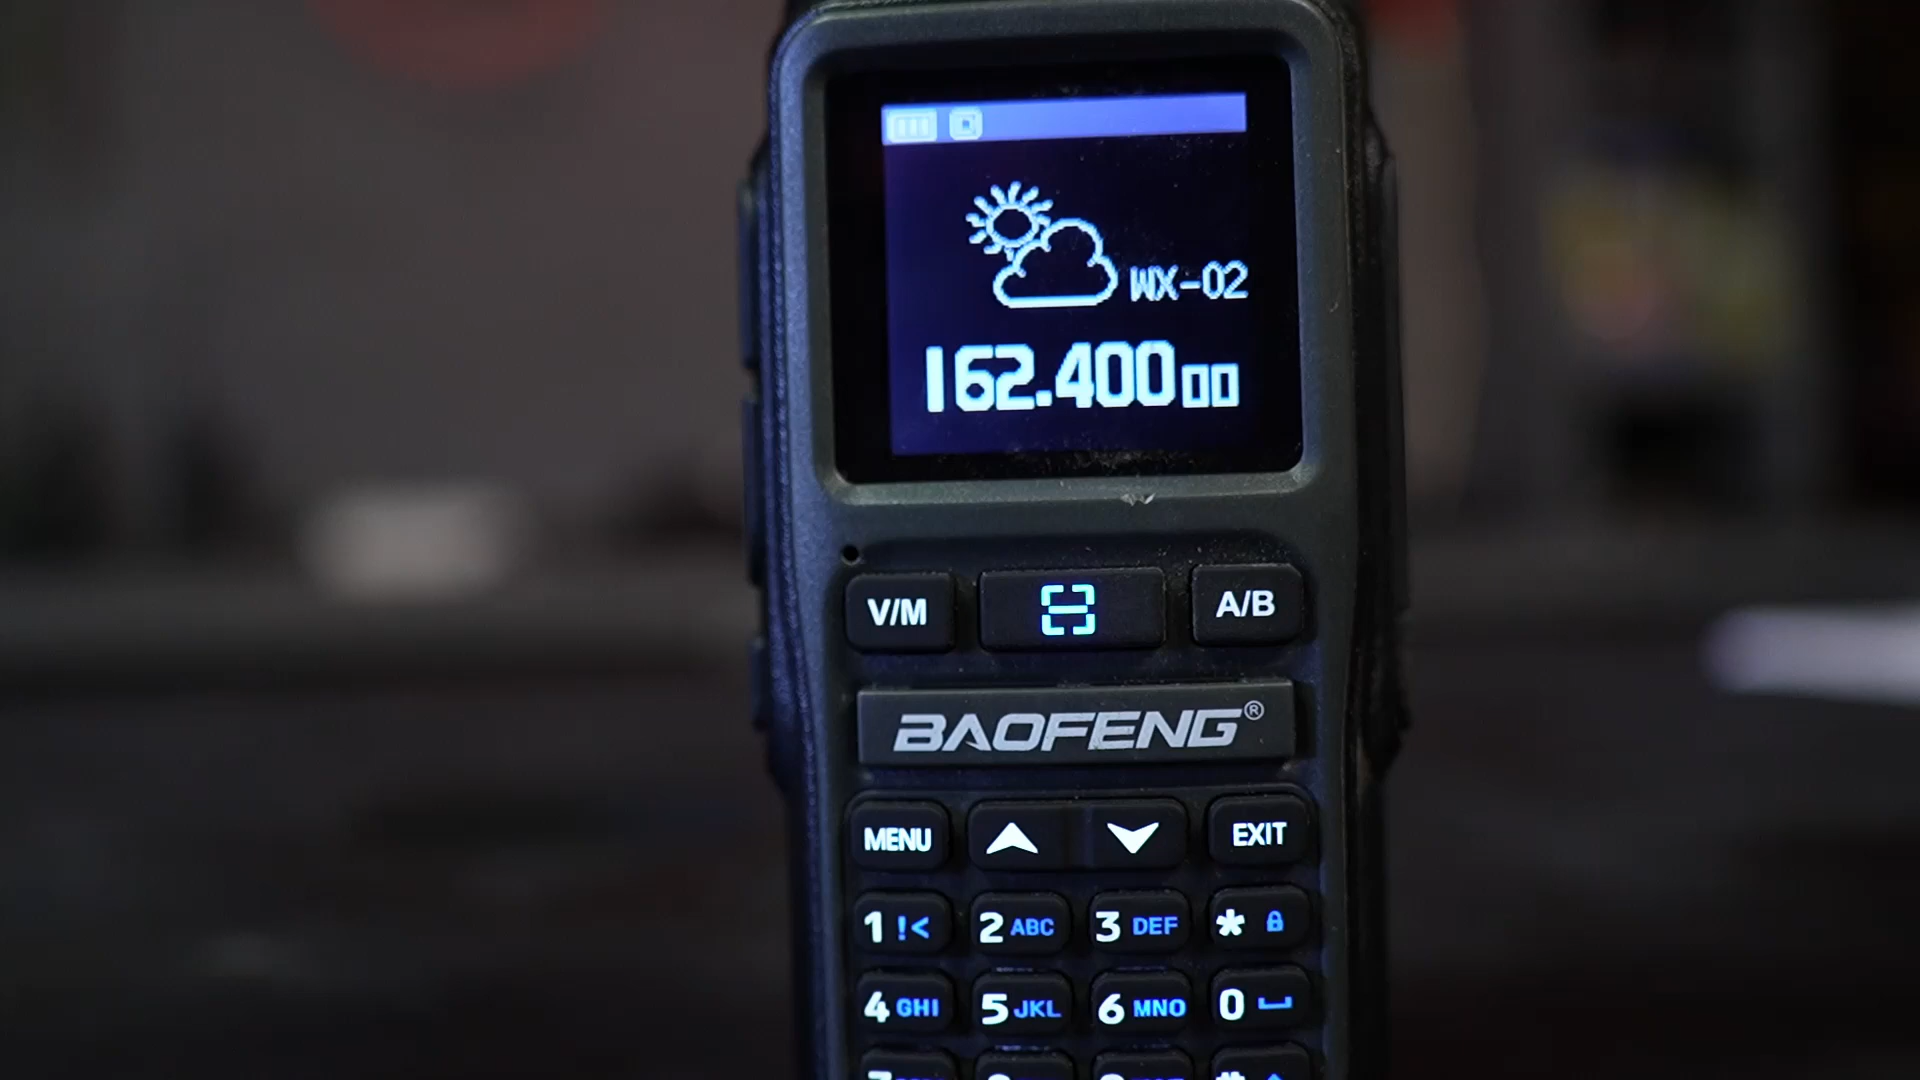 WX-02
162.40000
V/M A/B
BAOFENG®
MENU EXIT
1 !< 2 ABC 3 DEF *
4 GHI 5 JKL 6 MNO 0